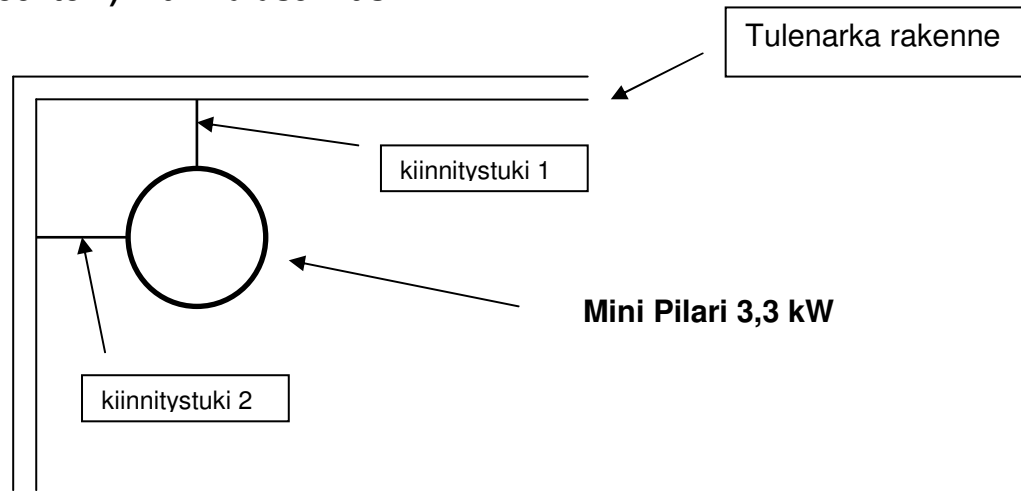 Tulenarka rakenne
kiinnitystuki 1
Mini Pilari 3,3 kW
kiinnitystuki 2